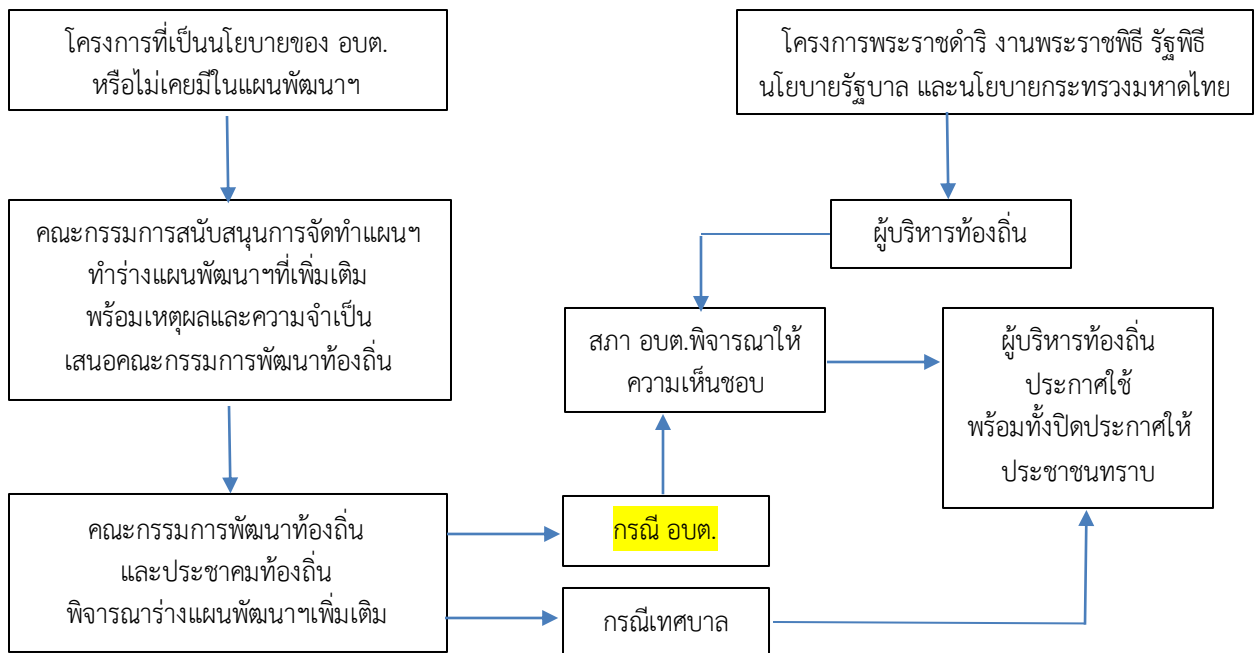 โครงการที่เป็นนโยบายของ อบต.
หรือไม่เคยมีในแผนพัฒนาฯ
โครงการพระราชดำริ งานพระราชพิธี รัฐพิธี
นโยบายรัฐบาล และนโยบายกระทรวงมหาดไทย
คณะกรรมการสนับสนุนการจัดทำแผนฯ
ทำร่างแผนพัฒนาฯที่เพิ่มเติม
พร้อมเหตุผลและความจำเป็น
เสนอคณะกรรมการพัฒนาท้องถิ่น
ผู้บริหารท้องถิ่น
สภา อบต.พิจารณาให้
ความเห็นชอบ
ผู้บริหารท้องถิ่น
ประกาศใช้
พร้อมทั้งปิดประกาศให้
ประชาชนทราบ
คณะกรรมการพัฒนาท้องถิ่น
และประชาคมท้องถิ่น
พิจารณาร่างแผนพัฒนาฯเพิ่มเติม
กรณี อบต.
กรณีเทศบาล